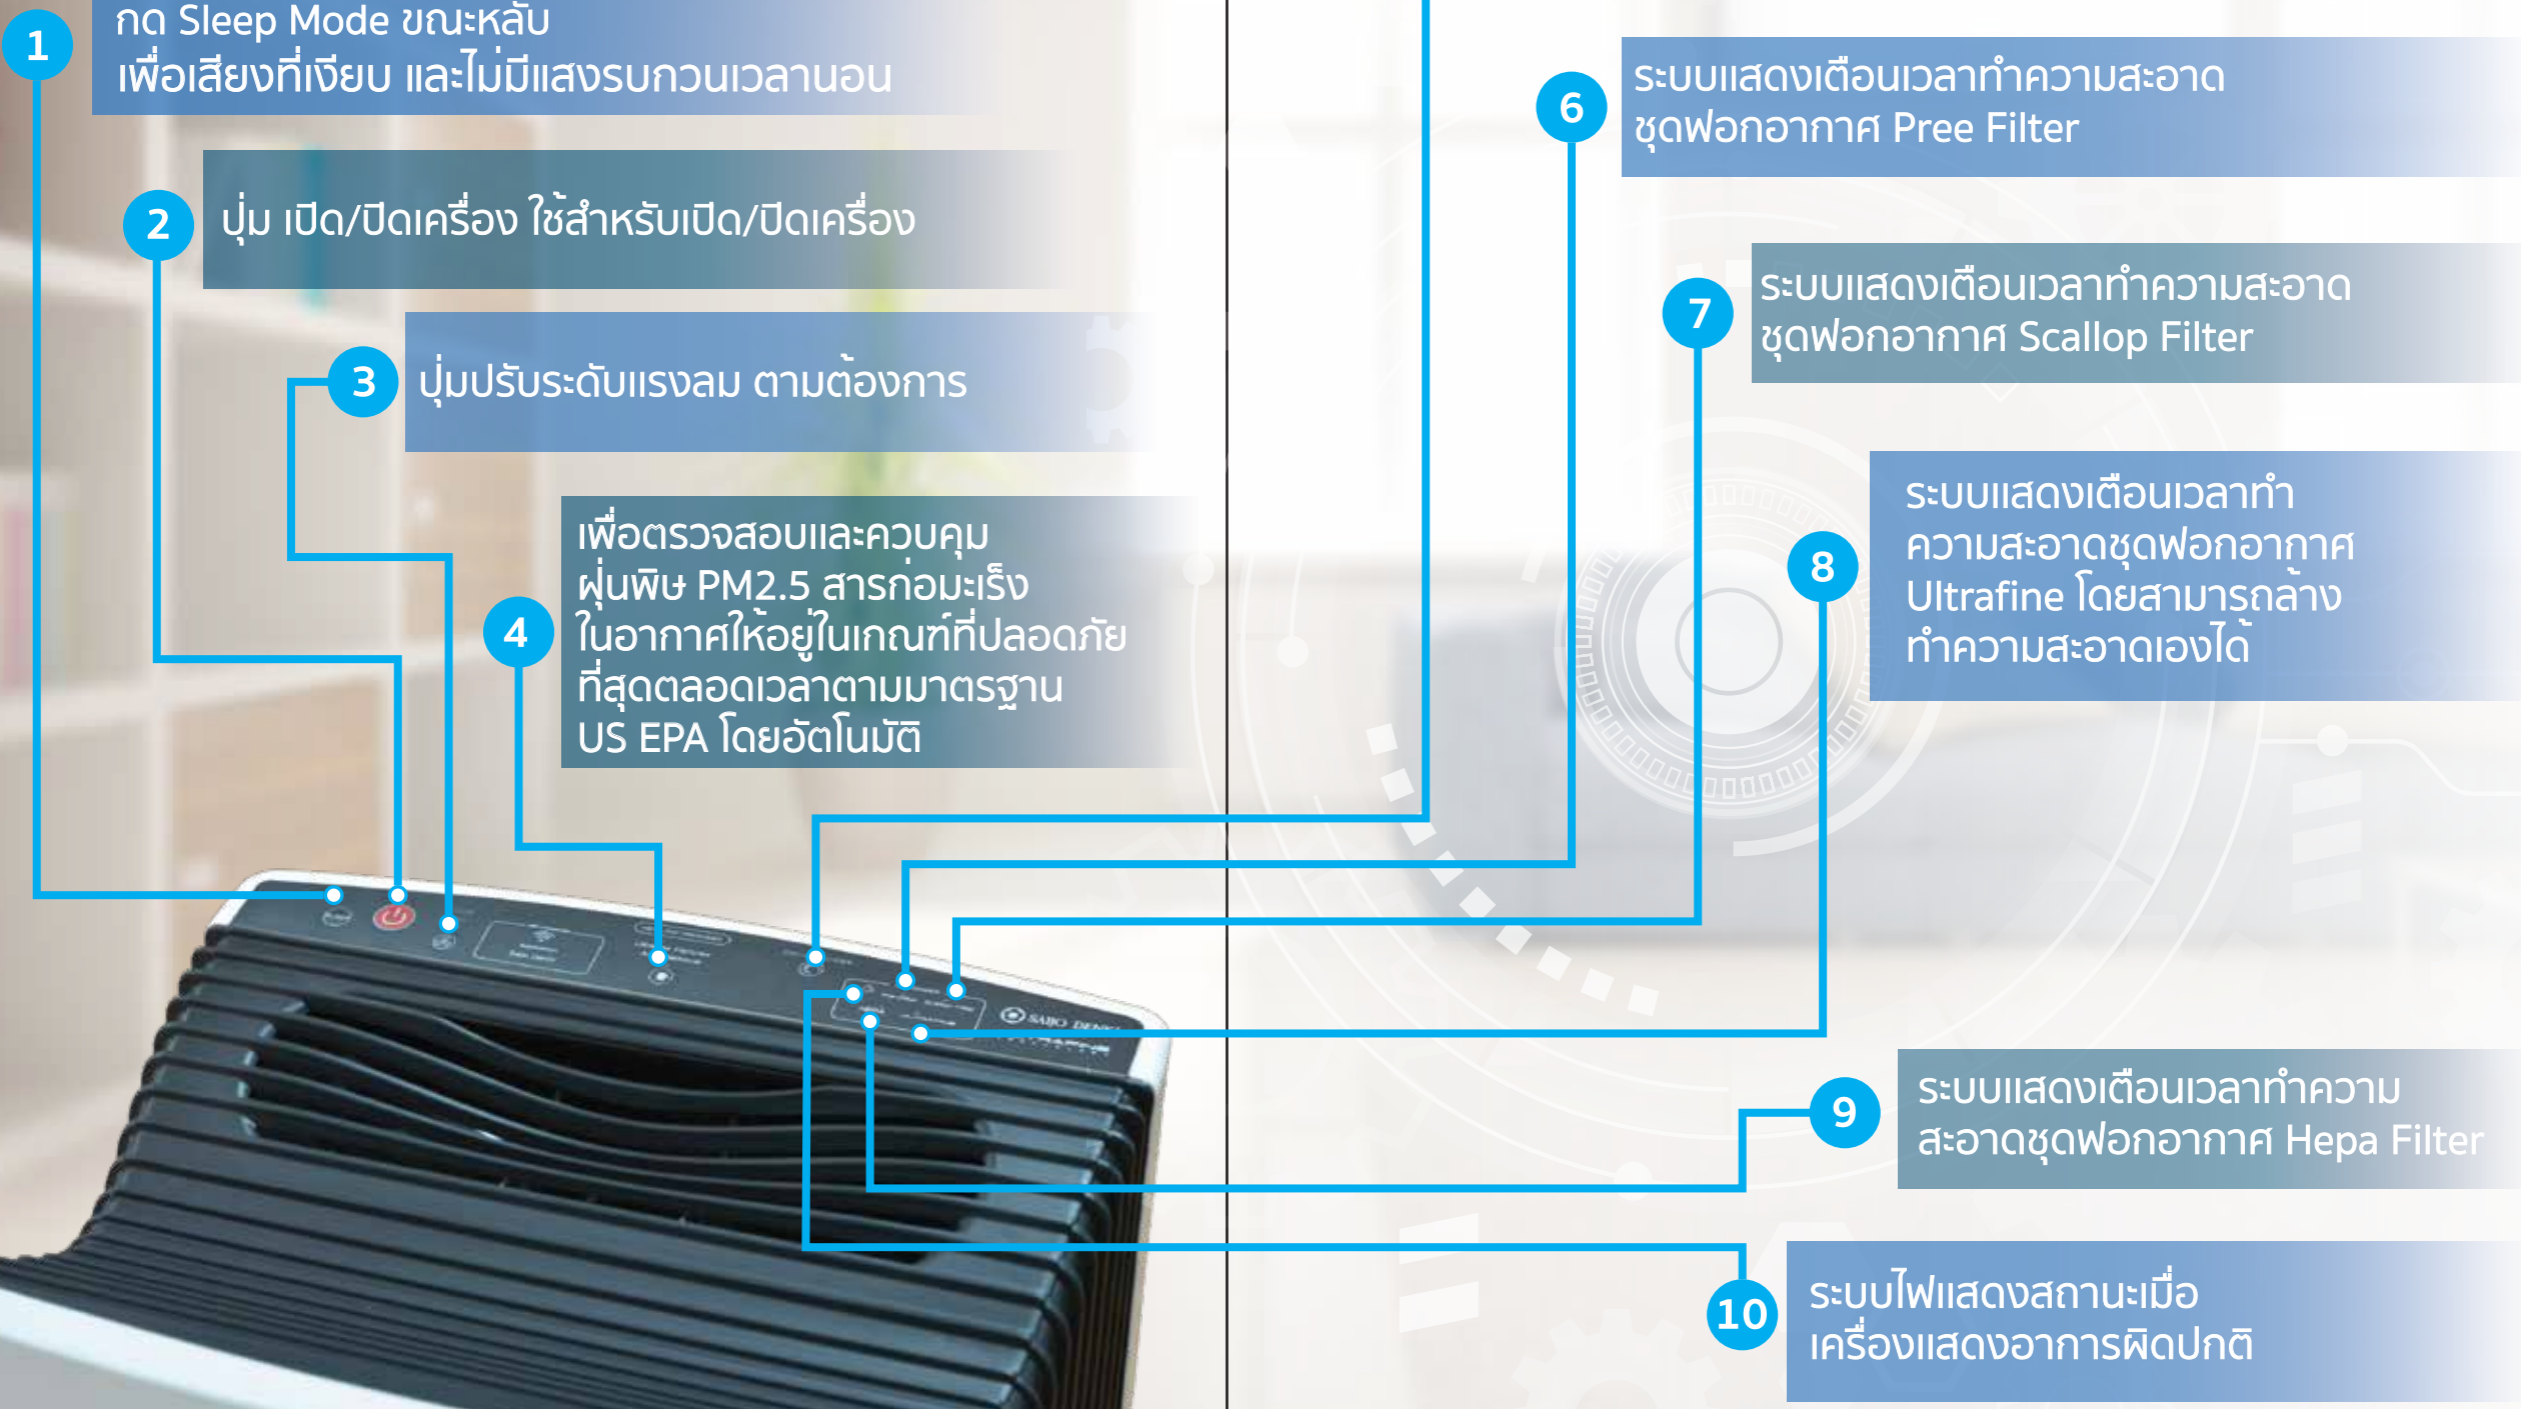 1
กด Sleep Mode ขณะหลับ
เพื่อเสียงที่เงียบ และไม่มีแสงรบกวนเวลานอน
2
ปุ่ม เปิด/ปิดเครื่อง ใช้สำหรับเปิด/ปิดเครื่อง
3
ปุ่มปรับระดับแรงลม ตามต้องการ
4
เพื่อตรวจสอบและควบคุม
ฝุ่นพิษ PM2.5 สารก่อมะเร็ง
ในอากาศให้อยู่ในเกณฑ์ที่ปลอดภัย
ที่สุดตลอดเวลาตามมาตรฐาน
US EPA โดยอัตโนมัติ
6
ระบบแสดงเตือนเวลาทำความสะอาด
ชุดฟอกอากาศ Pree Filter
7
ระบบแสดงเตือนเวลาทำความสะอาด
ชุดฟอกอากาศ Scallop Filter
8
ระบบแสดงเตือนเวลาทำ
ความสะอาดชุดฟอกอากาศ
Ultrafine โดยสามารถล้าง
ทำความสะอาดเองได้
9
ระบบแสดงเตือนเวลาทำความ
สะอาดชุดฟอกอากาศ Hepa Filter
10
ระบบไฟแสดงสถานะเมื่อ
เครื่องแสดงอาการผิดปกติ
SAIJO DENKI